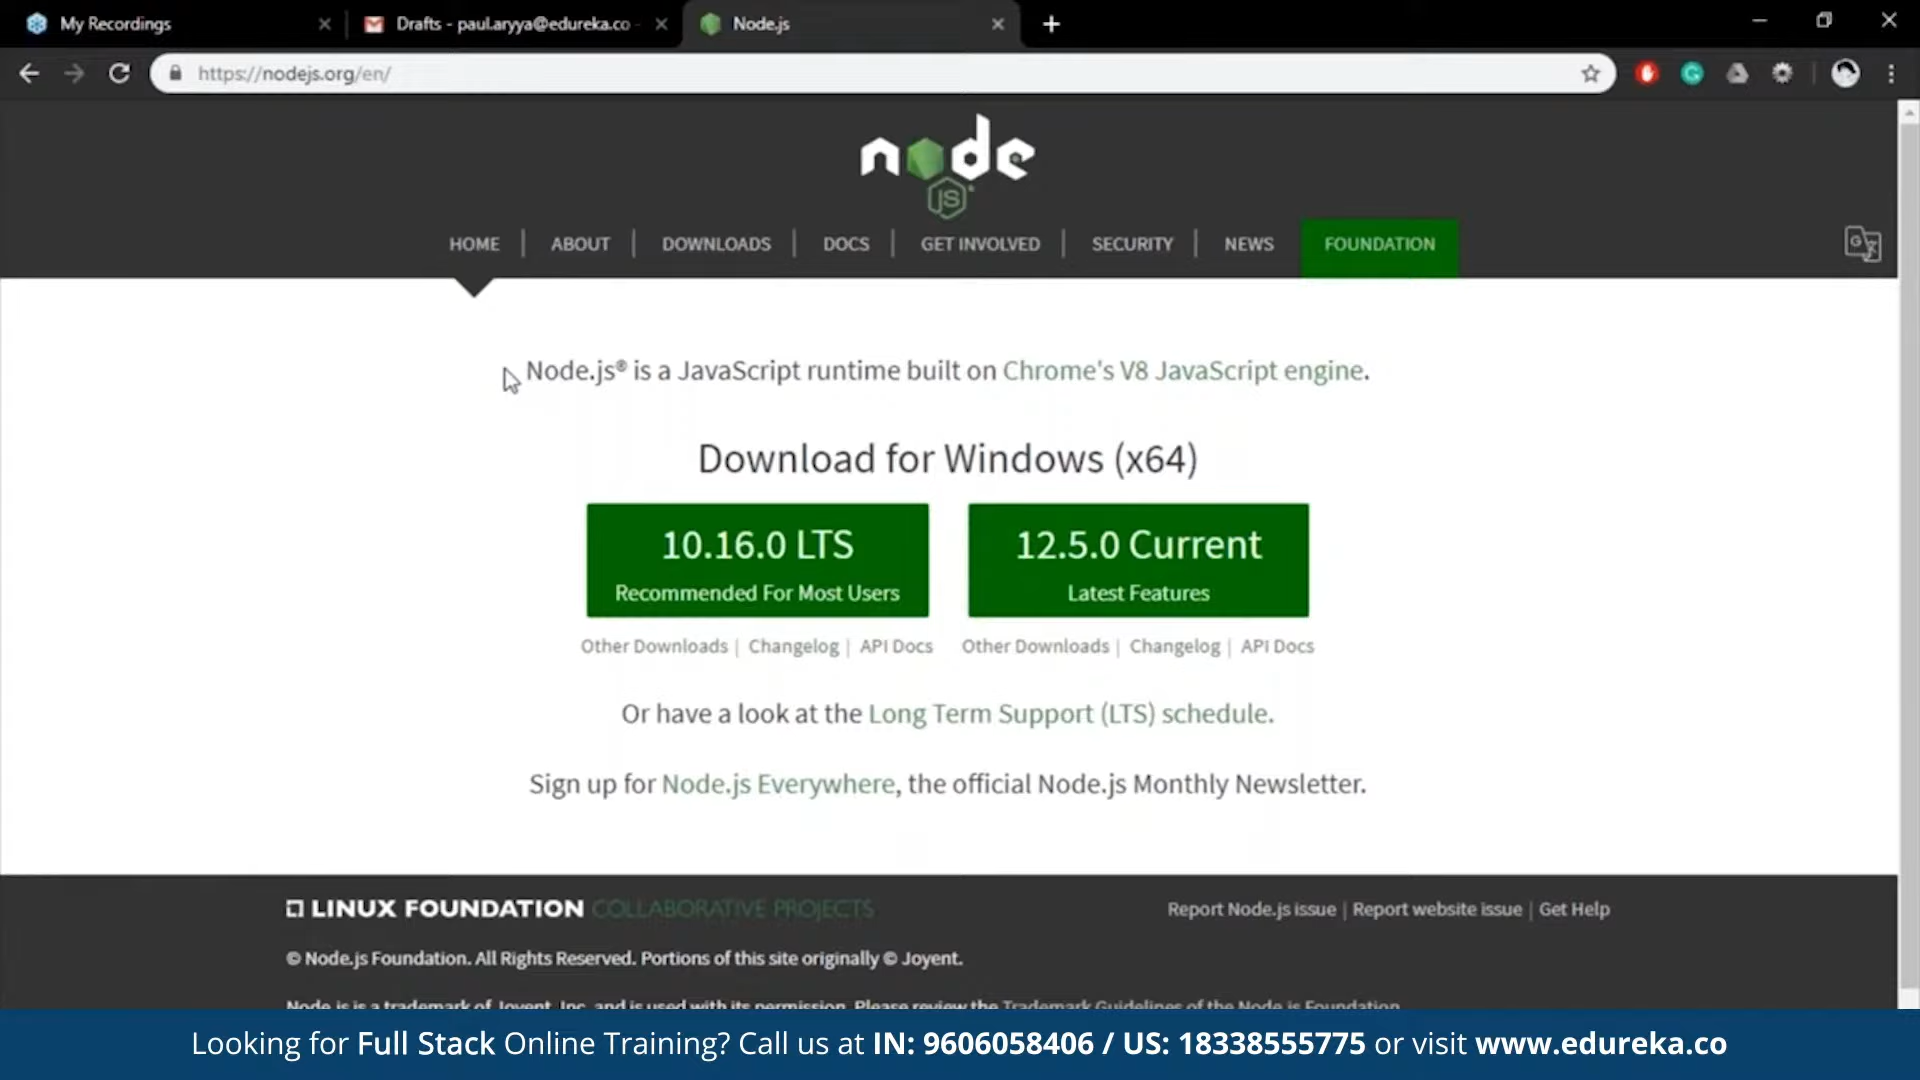 My Recordings
Drafts - paul.aryya@edureka.co -
Node.js
https://nodejs.org/en/
node
JS
HOME | ABOUT | DOWNLOADS | DOCS | GET INVOLVED | SECURITY | NEWS FOUNDATION
Node.js® is a JavaScript runtime built on Chrome's V8 JavaScript engine.
Download for Windows (x64)
10.16.0 LTS
Recommended For Most Users
12.5.0 Current
Latest Features
Other Downloads | Changelog | API Docs
Other Downloads | Changelog | API Docs
Or have a look at the Long Term Support (LTS) schedule.
Sign up for Node.js Everywhere, the official Node.js Monthly Newsletter.
LINUX FOUNDATION COLLABORATIVE PROJECTS
Report Node.js issue | Report website issue | Get Help
© Node.js Foundation. All Rights Reserved. Portions of this site originally © Joyent.
Node.js is a trademark of Joyent, Inc. and is used with its permission. Please review the Trademark Guidelines of the Node.js Foundation.
Looking for Full Stack Online Training? Call us at IN: 9606058406 / US: 18338555775 or visit www.edureka.co